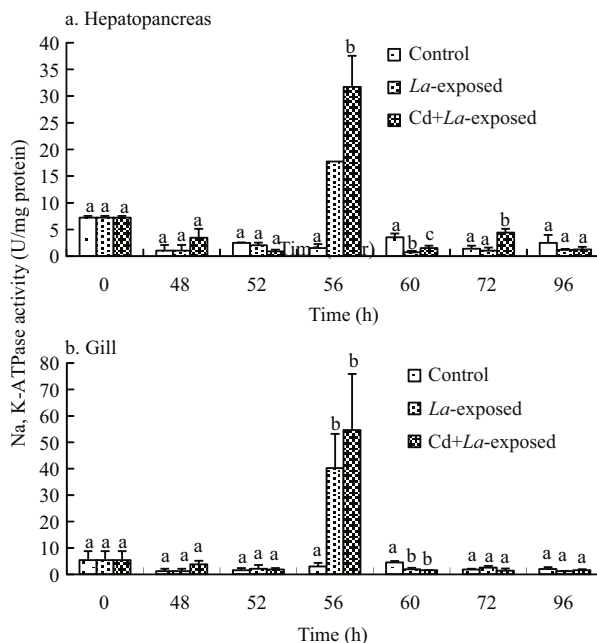 a. Hepatopancreas
40
35
30
25
20
15
10
5
0
b
Control
La-exposed
Cd+La-exposed
a a a
a a a
a a a
a
a b c
a a b
a a a
0 48 52 56 60 72 96
Time (h)
Na, K-ATPase activity (U/mg protein)
b. Gill
80
70
60
50
40
30
20
10
0
b
b
Control
La-exposed
Cd+La-exposed
a a a
a a a
a a a
a
a b b
a a a
a a a
0 48 52 56 60 72 96
Time (h)